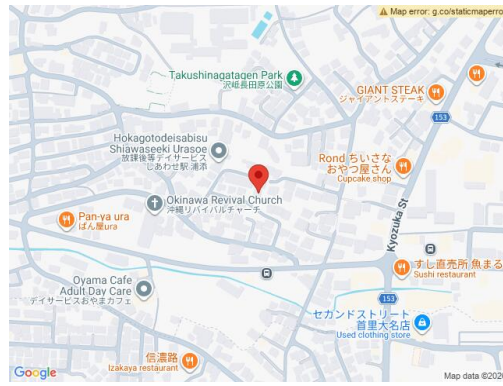 Map error: g.co/staticmaperro
Takushinagatagen Park
沢岻長田原公園
GIANT STEAK
ジャイアントステーキ
153
Hokagotodeisabisu
Shiawaseeki Urasoe
放課後等デイサービス
しあわせ駅 浦添
Rond ちいさな
おやつ屋さん
Cupcake shop
Okinawa Revival Church
沖縄リバイバルチャーチ
Pan-ya ura
ぱん屋ura
Kyozuka St
すし直売所 魚まる
Sushi restaurant
Oyama Cafe
Adult Day Care
デイサービスおやまカフェ
153
セカンドストリート
首里大名店
Used clothing store
信濃路
Izakaya restaurant
Google
Map data ©202